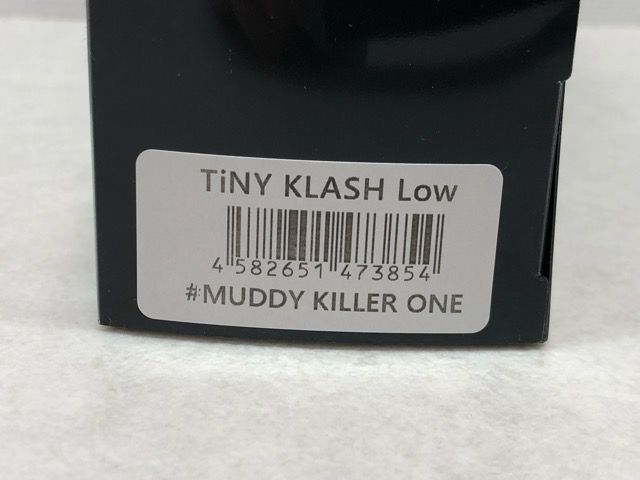 TiNY KLASH Low
4 582651 473854
#MUDDY KILLER ONE